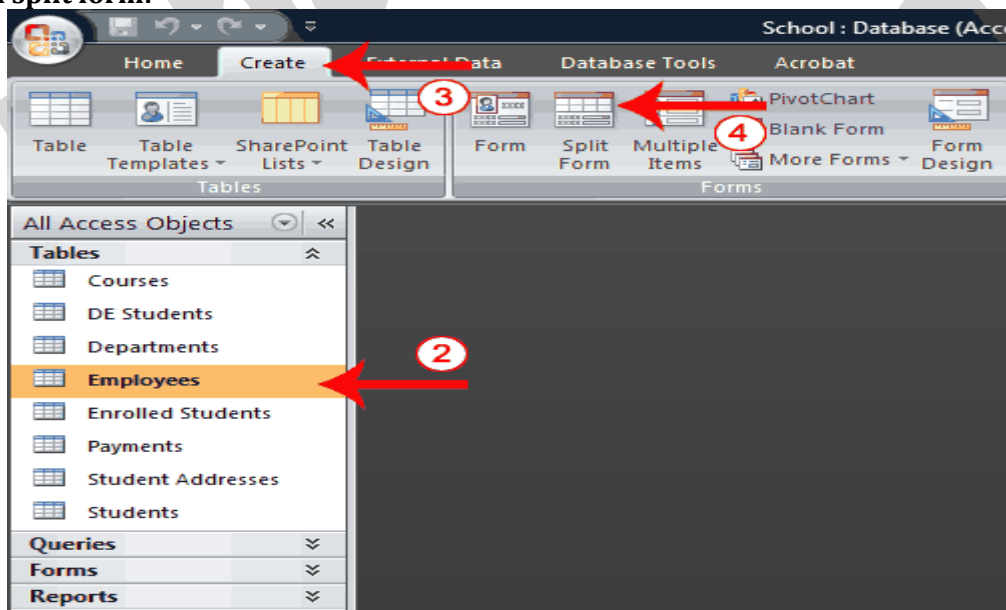 split form.
School : Database (Acc
Home Create External Data Database Tools Acrobat
3
4
PivotChart
Blank Form
More Forms
Table
Table Templates
SharePoint Lists
Table Design
Form
Split Form
Multiple Items
Form Design
Tables
Forms
All Access Objects
Tables
Courses
DE Students
Departments
2
Employees
Enrolled Students
Payments
Student Addresses
Students
Queries
Forms
Reports